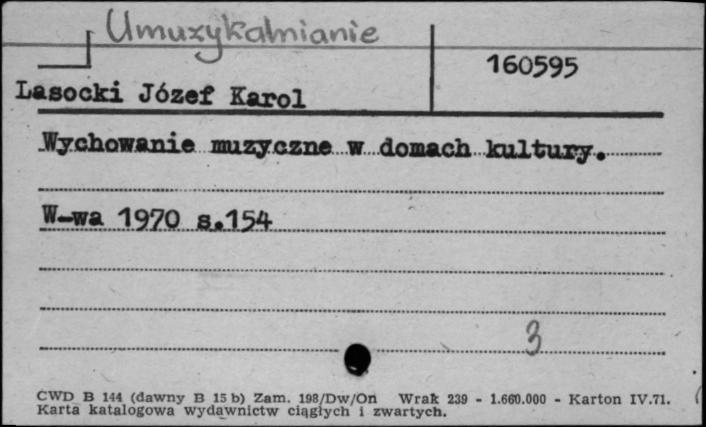 Umuzykalnianie
160595
Lasocki Józef Karol
Wychowanie muzyczne w domach kultury.
W-wa 1970 s.154
3
CWD B 144 (dawny B 15 b) Zam. 198/Dw/On Wrak 239 - 1.660.000 - Karton IV.71.
Karta katalogowa wydawnictw ciągłych i zwartych.